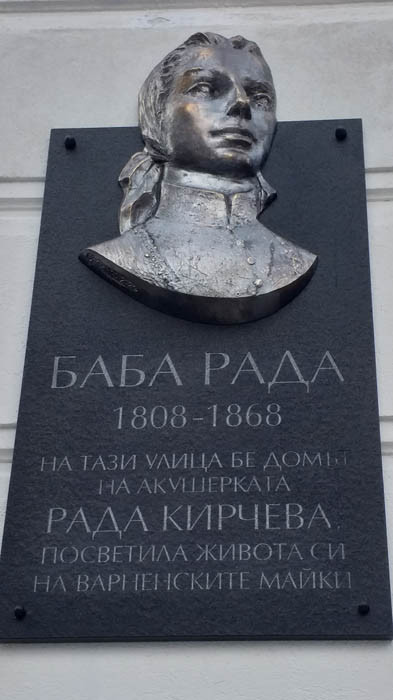 БАБА РАДА
1808-1868
НА ТАЗИ УЛИЦА БЕ ДОМЪТ
НА АКУШЕРКАТА
РАДА КИРЧЕВА,
ПОСВЕТИЛА ЖИВОТА СИ
НА ВАРНЕНСКИТЕ МАЙКИ